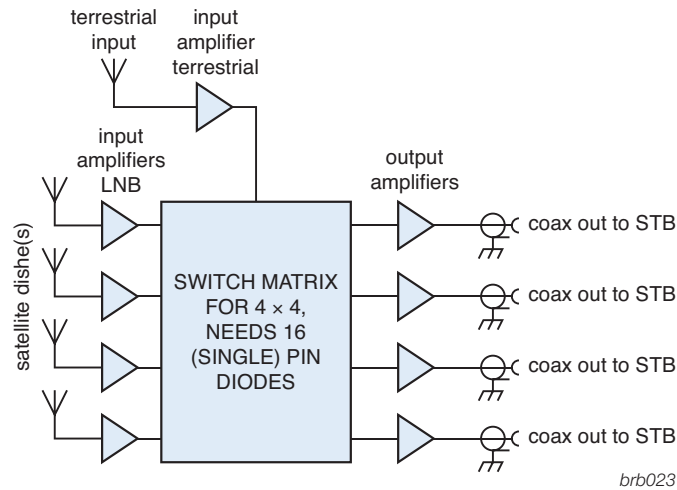 terrestrial
input
input
amplifier
terrestrial
input
amplifiers
LNB
output
amplifiers
satellite dishe(s)
SWITCH MATRIX
FOR 4 × 4,
NEEDS 16
(SINGLE) PIN
DIODES
coax out to STB
coax out to STB
coax out to STB
coax out to STB
brb023